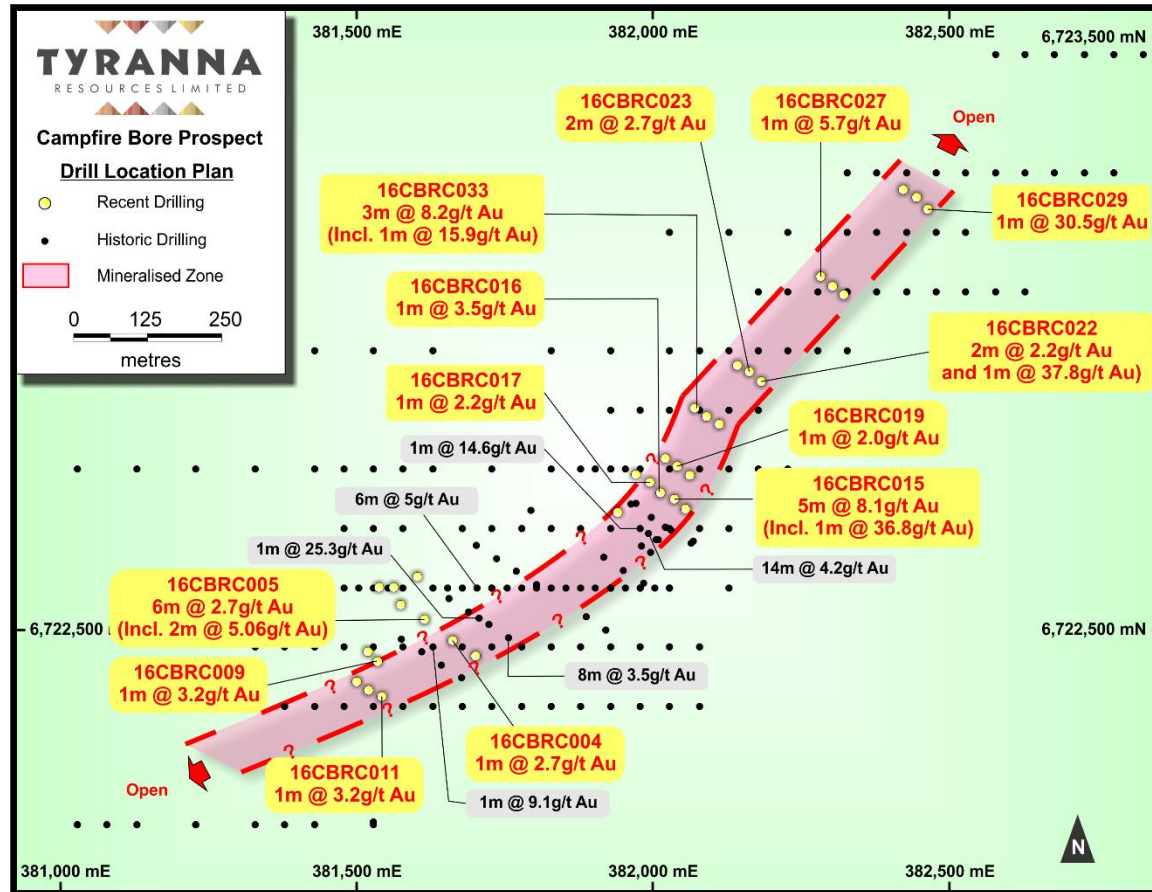 TYRANNA
RESOURCES LIMITED
Campfire Bore Prospect
Drill Location Plan
Recent Drilling
Historic Drilling
Mineralised Zone
0 125 250
metres
381,500 mE
382,000 mE
382,500 mE
6,723,500 mN
16CBRC023
2m @ 2.7g/t Au
16CBRC027
1m @ 5.7g/t Au
Open
16CBRC033
3m @ 8.2g/t Au
(Incl. 1m @ 15.9g/t Au)
16CBRC029
1m @ 30.5g/t Au
16CBRC016
1m @ 3.5g/t Au
16CBRC022
2m @ 2.2g/t Au
and 1m @ 37.8g/t Au)
16CBRC017
1m @ 2.2g/t Au
16CBRC019
1m @ 2.0g/t Au
1m @ 14.6g/t Au
?
?
6m @ 5g/t Au
16CBRC015
5m @ 8.1g/t Au
(Incl. 1m @ 36.8g/t Au)
?
1m @ 25.3g/t Au
?
14m @ 4.2g/t Au
16CBRC005
6m @ 2.7g/t Au
(Incl. 2m @ 5.06g/t Au)
?
?
6,722,500 mN
?
?
6,722,500 mN
16CBRC009
1m @ 3.2g/t Au
?
?
8m @ 3.5g/t Au
?
?
16CBRC004
1m @ 2.7g/t Au
16CBRC011
1m @ 3.2g/t Au
Open
1m @ 9.1g/t Au
N
381,000 mE
381,500 mE
382,000 mE
382,500 mE